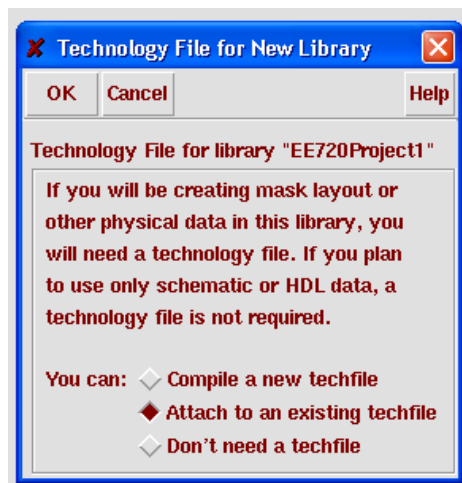 Technology File for New Library
OK Cancel Help
Technology File for library "EE720Project1"
If you will be creating mask layout or
other physical data in this library, you
will need a technology file. If you plan
to use only schematic or HDL data, a
technology file is not required.
You can: Compile a new techfile
Attach to an existing techfile
Don't need a techfile